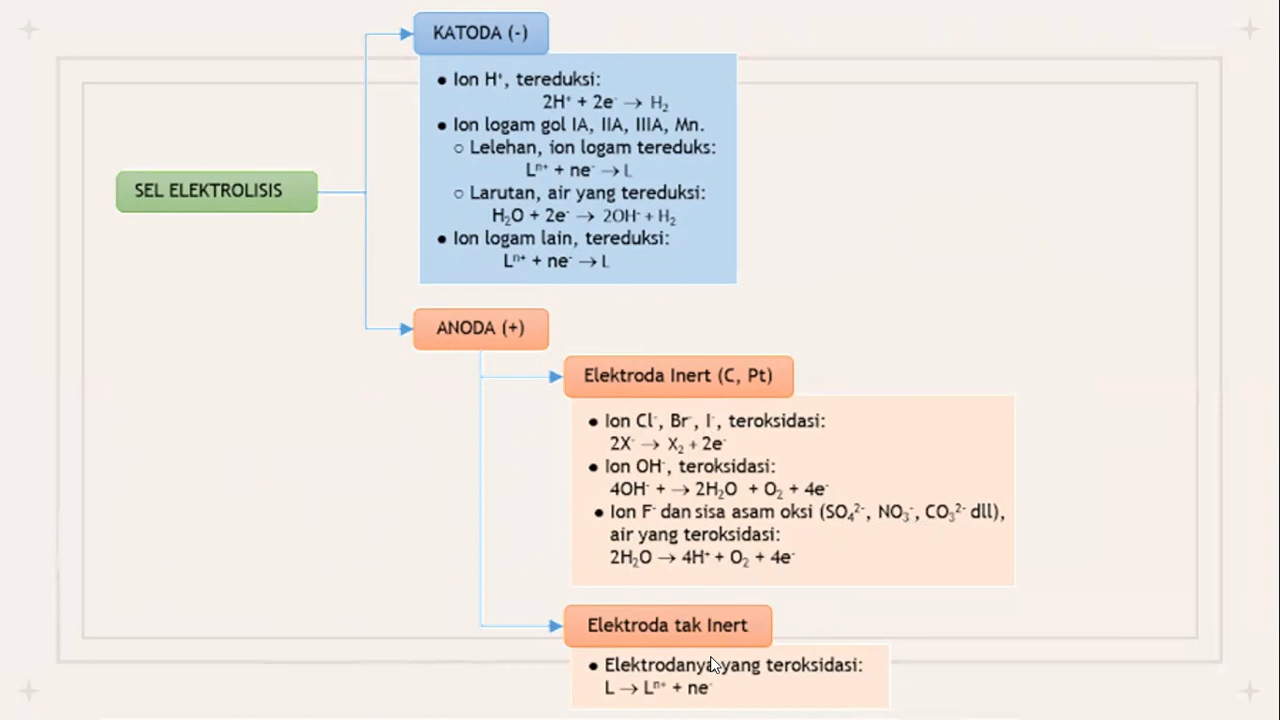 KATODA (-)
● Ion H⁺, tereduksi:
2H⁺ + 2e⁻ → H₂
● Ion logam gol IA, IIA, IIIA, Mn.
○ Lelehan, ion logam tereduks:
Lⁿ⁺ + ne⁻ → L
○ Larutan, air yang tereduksi:
H₂O + 2e⁻ → 2OH⁻ + H₂
● Ion logam lain, tereduksi:
Lⁿ⁺ + ne⁻ → L
SEL ELEKTROLISIS
ANODA (+)
Elektroda Inert (C, Pt)
● Ion Cl⁻, Br⁻, I⁻, teroksidasi:
2X⁻ → X₂ + 2e⁻
● Ion OH⁻, teroksidasi:
4OH⁻ + → 2H₂O + O₂ + 4e⁻
● Ion F⁻ dan sisa asam oksi (SO₄²⁻, NO₃⁻, CO₃²⁻ dll),
air yang teroksidasi:
2H₂O → 4H⁺ + O₂ + 4e⁻
Elektroda tak Inert
● Elektrodanya yang teroksidasi:
L → Lⁿ⁺ + ne⁻